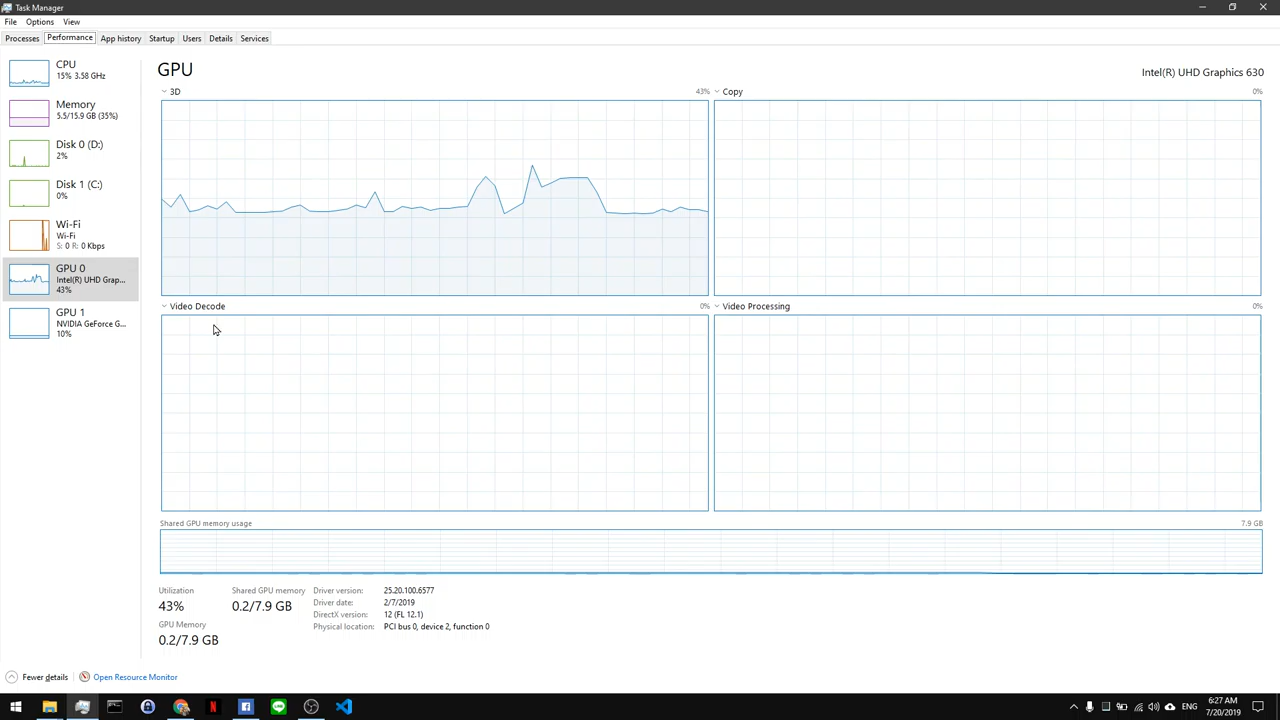 Task Manager
File Options View
Processes Performance App history Startup Users Details Services
CPU
15% 3.58 GHz
Memory
5.5/15.9 GB (35%)
Disk 0 (D:)
2%
Disk 1 (C:)
0%
Wi-Fi
Wi-Fi
S: 0 R: 0 Kbps
GPU 0
Intel(R) UHD Grap...
43%
GPU 1
NVIDIA GeForce G...
10%
GPU
Intel(R) UHD Graphics 630
3D 43%
Copy 0%
Video Decode 0%
Video Processing 0%
Shared GPU memory usage 7.9 GB
Utilization
43%
Shared GPU memory
0.2/7.9 GB
GPU Memory
0.2/7.9 GB
Driver version: 25.20.100.6577
Driver date: 2/7/2019
DirectX version: 12 (FL 12.1)
Physical location: PCI bus 0, device 2, function 0
Fewer details
Open Resource Monitor
ENG
6:27 AM
7/20/2019